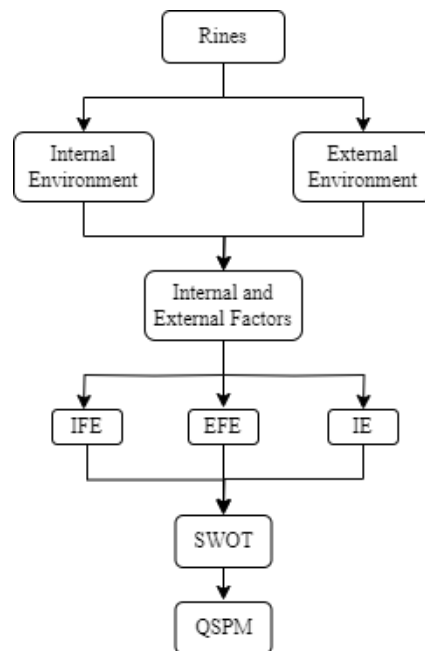 Rines
Internal
Environment
External
Environment
Internal and
External Factors
IFE
EFE
IE
SWOT
QSPM